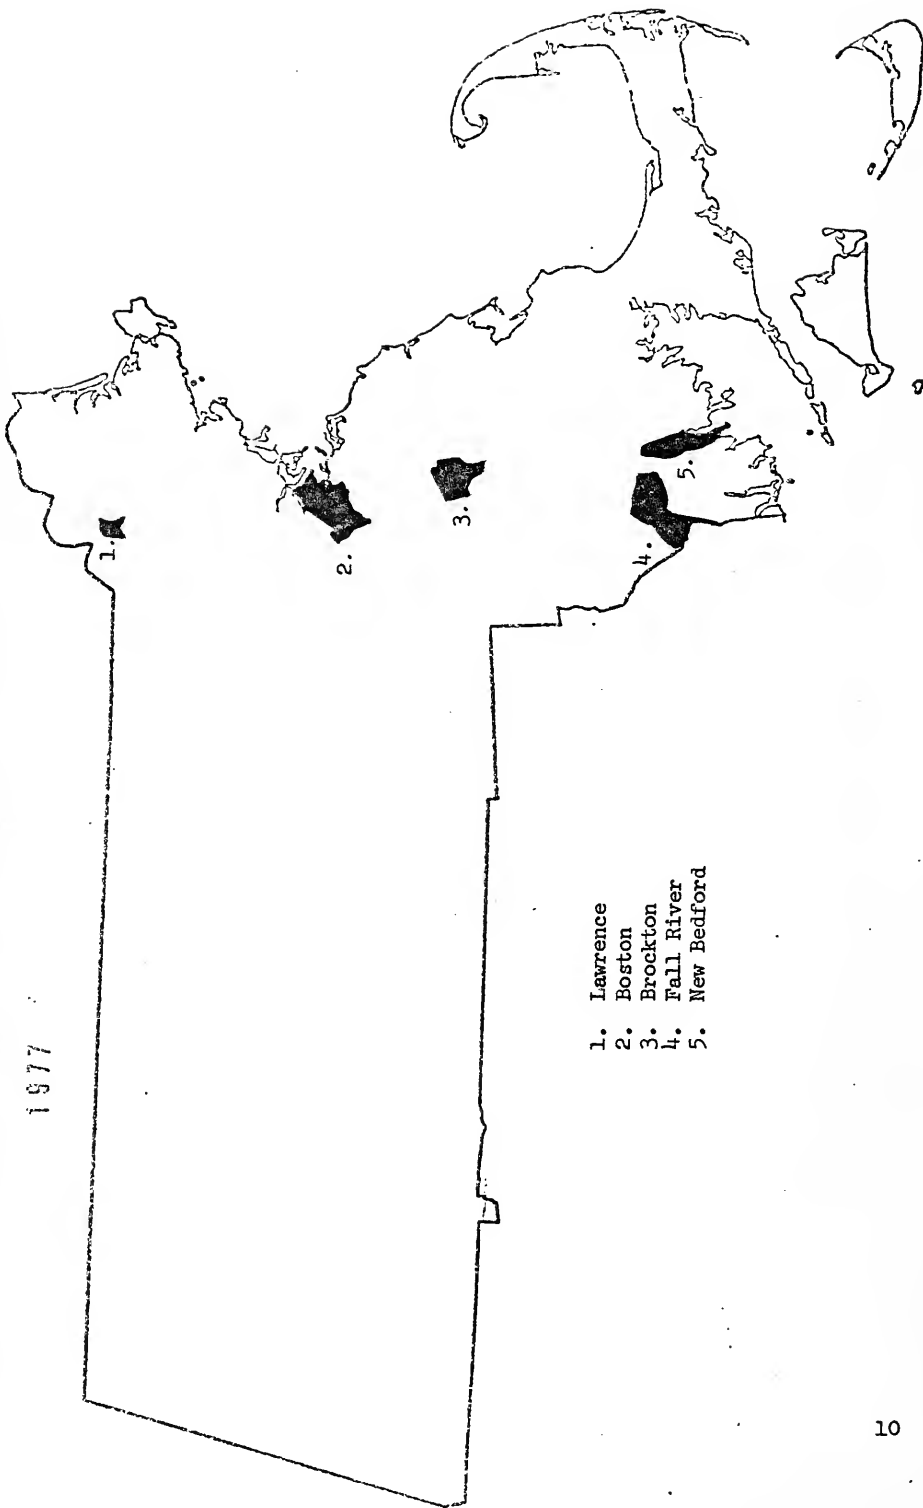 1977
1.
2.
3.
4.
5.
1. Lawrence
2. Boston
3. Brockton
4. Fall River
5. New Bedford
10